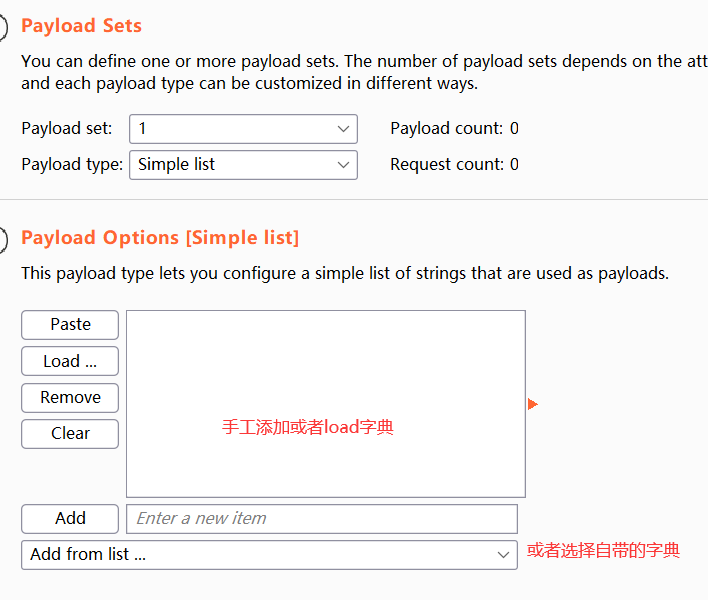 Payload Sets
You can define one or more payload sets. The number of payload sets depends on the att
and each payload type can be customized in different ways.
Payload set: 1 Payload count: 0
Payload type: Simple list Request count: 0
Payload Options [Simple list]
This payload type lets you configure a simple list of strings that are used as payloads.
Paste
Load ...
Remove
Clear
手工添加或者load字典
Add Enter a new item
Add from list ... 或者选择自带的字典